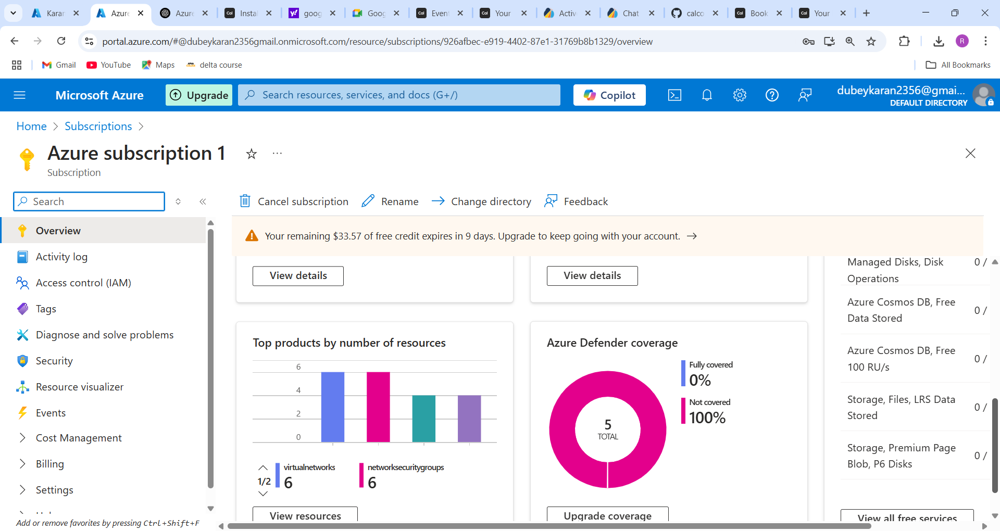 Karar
Azure
Azure
Instal
goog
Goog
Event
Your
Activ
Chat
calco
Book
Your
portal.azure.com/#@dubeykaran2356gmail.onmicrosoft.com/resource/subscriptions/926afbec-e919-4402-87e1-31769b8b1329/overview
R
Gmail
YouTube
Maps
delta course
All Bookmarks
Microsoft Azure
Upgrade
Search resources, services, and docs (G+/)
Copilot
dubeykaran2356@gmai...
DEFAULT DIRECTORY
Home > Subscriptions >
Azure subscription 1
Subscription
Search
Cancel subscription
Rename
Change directory
Feedback
Your remaining $33.57 of free credit expires in 9 days. Upgrade to keep going with your account.
Overview
Activity log
Access control (IAM)
Tags
Diagnose and solve problems
Security
Resource visualizer
Events
Cost Management
Billing
Settings
Add or remove favorites by pressing Ctrl+Shift+F
View details
View details
Top products by number of resources
6
4
2
0
1/2
virtualnetworks
6
networksecuritygroups
6
View resources
Azure Defender coverage
5
TOTAL
Fully covered
0%
Not covered
100%
Upgrade coverage
Managed Disks, Disk
Operations
0 /
Azure Cosmos DB, Free
Data Stored
0 /
Azure Cosmos DB, Free
100 RU/s
0 /
Storage, Files, LRS Data
Stored
0 /
Storage, Premium Page
Blob, P6 Disks
0 /
View all free services